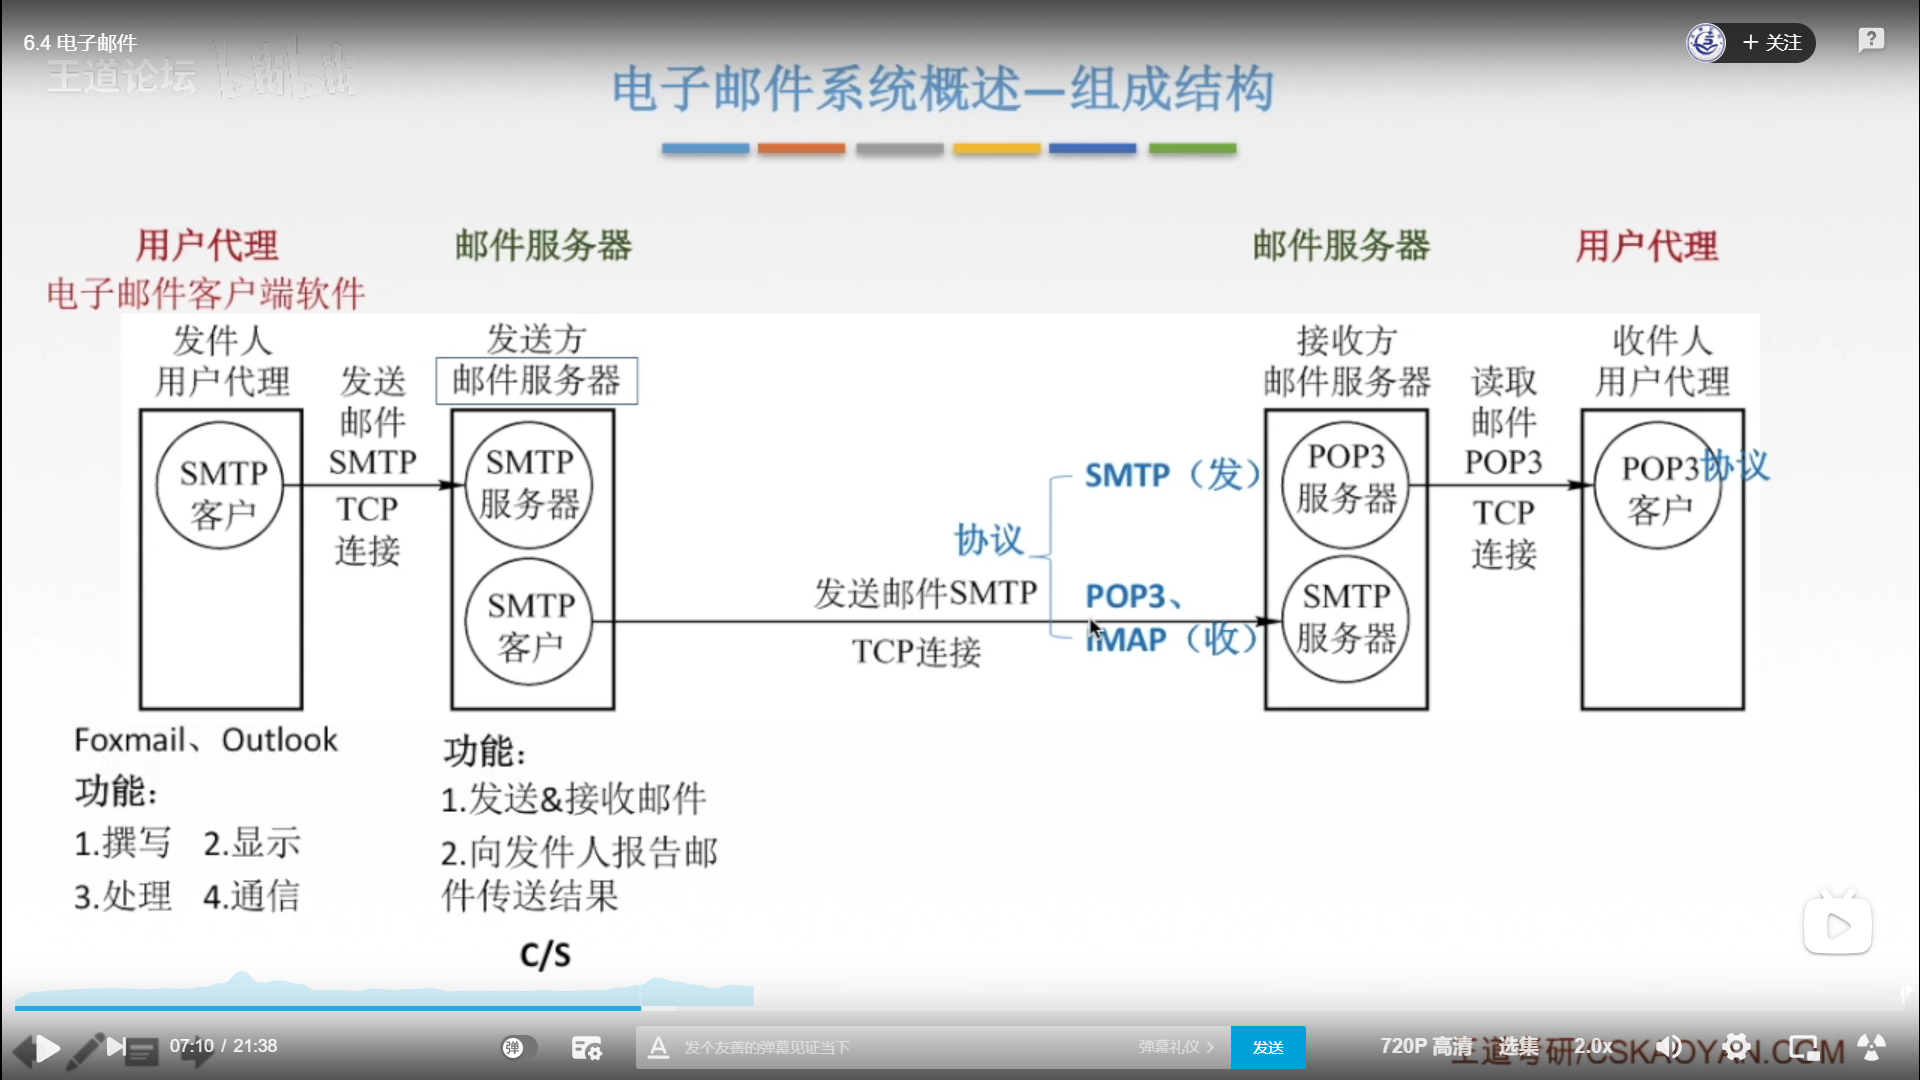 6.4 电子邮件
王道论坛 bilibili
+ 关注
电子邮件系统概述—组成结构
用户代理
邮件服务器
邮件服务器
用户代理
电子邮件客户端软件
发件人
用户代理
发送
邮件
SMTP
TCP
连接
发送方
邮件服务器
接收方
邮件服务器
读取
邮件
POP3
TCP
连接
收件人
用户代理
SMTP
客户
SMTP
服务器
SMTP
客户
协议
SMTP（发）
POP3、
IMAP（收）
发送邮件SMTP
TCP连接
POP3
服务器
SMTP
服务器
POP3
客户
协议
Foxmail、Outlook
功能：
1.撰写 2.显示
3.处理 4.通信
功能：
1.发送&接收邮件
2.向发件人报告邮
件传送结果
C/S
07:10 / 21:38
弹
A
发个友善的弹幕见证当下
弹幕礼仪 >
发送
720P 高清
选集
2.0x
王道考研/CSKAOYAN.COM